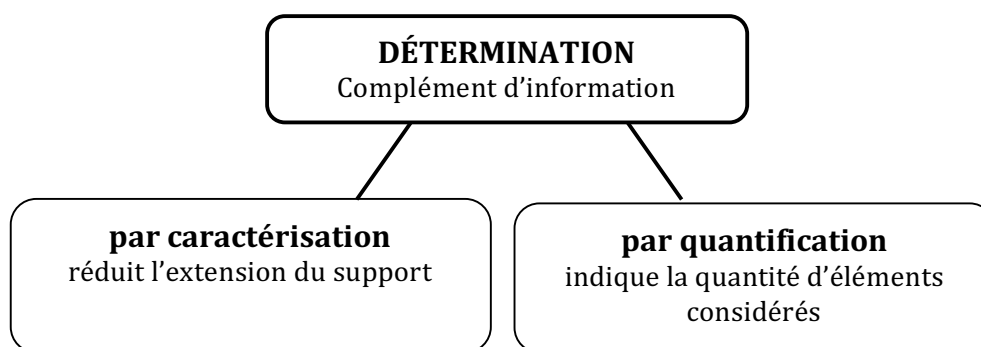 DÉTERMINATION
Complément d’information
par caractérisation
réduit l’extension du support
par quantification
indique la quantité d’éléments
considérés